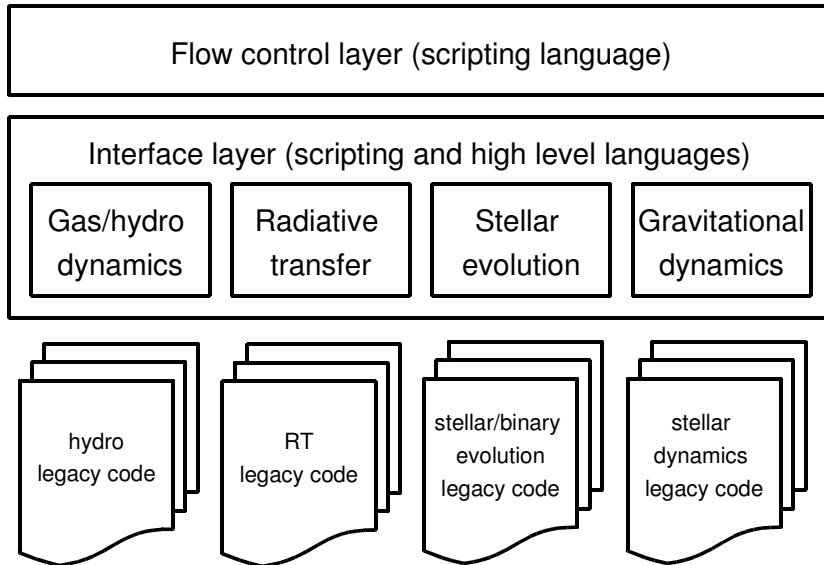 Flow control layer (scripting language)
Interface layer (scripting and high level languages)
Gas/hydro
dynamics
Radiative
transfer
Stellar
evolution
Gravitational
dynamics
hydro
legacy code
RT
legacy code
stellar/binary
evolution
legacy code
stellar
dynamics
legacy code